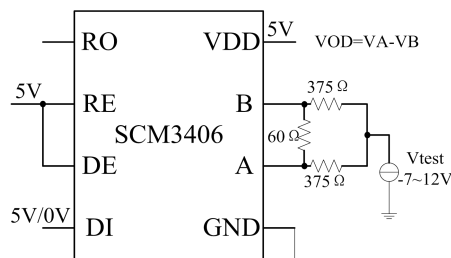 RO
VDD
5V
VOD=VA-VB
5V
RE
B
375 Ω
SCM3406
60 Ω
DE
A
375 Ω
Vtest
-7~12V
5V/0V
DI
GND